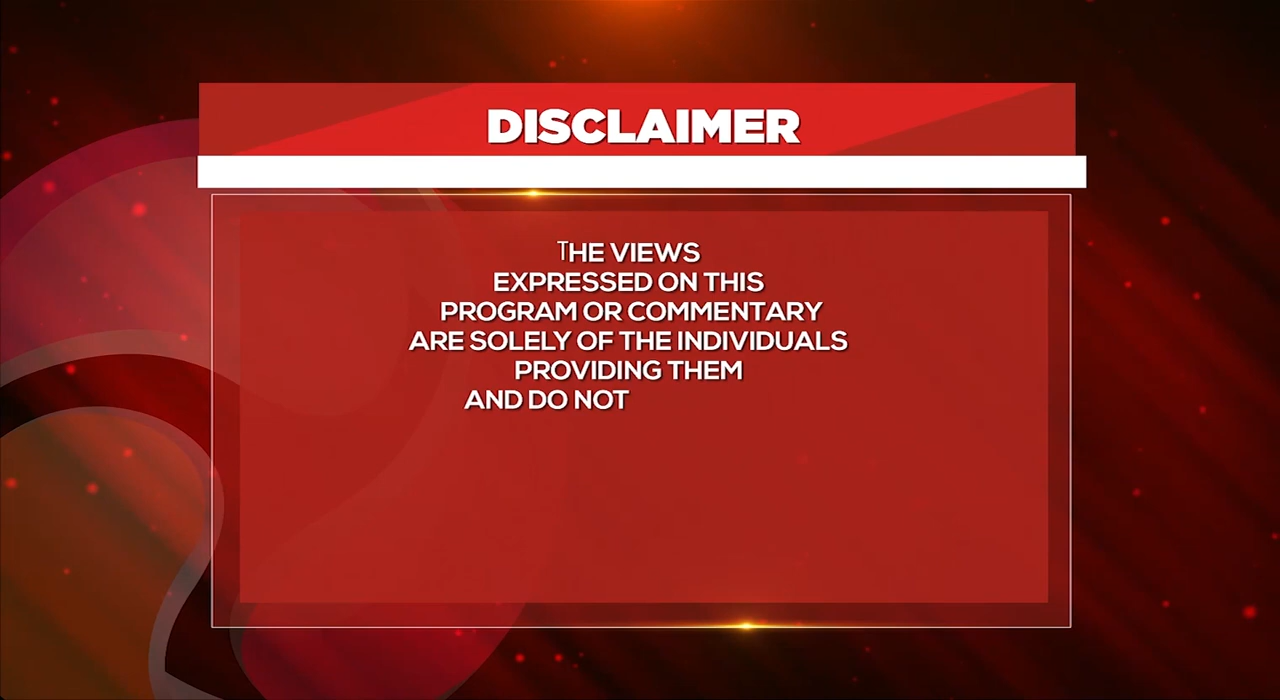 DISCLAIMER
THE VIEWS
EXPRESSED ON THIS
PROGRAM OR COMMENTARY
ARE SOLELY OF THE INDIVIDUALS
PROVIDING THEM
AND DO NOT